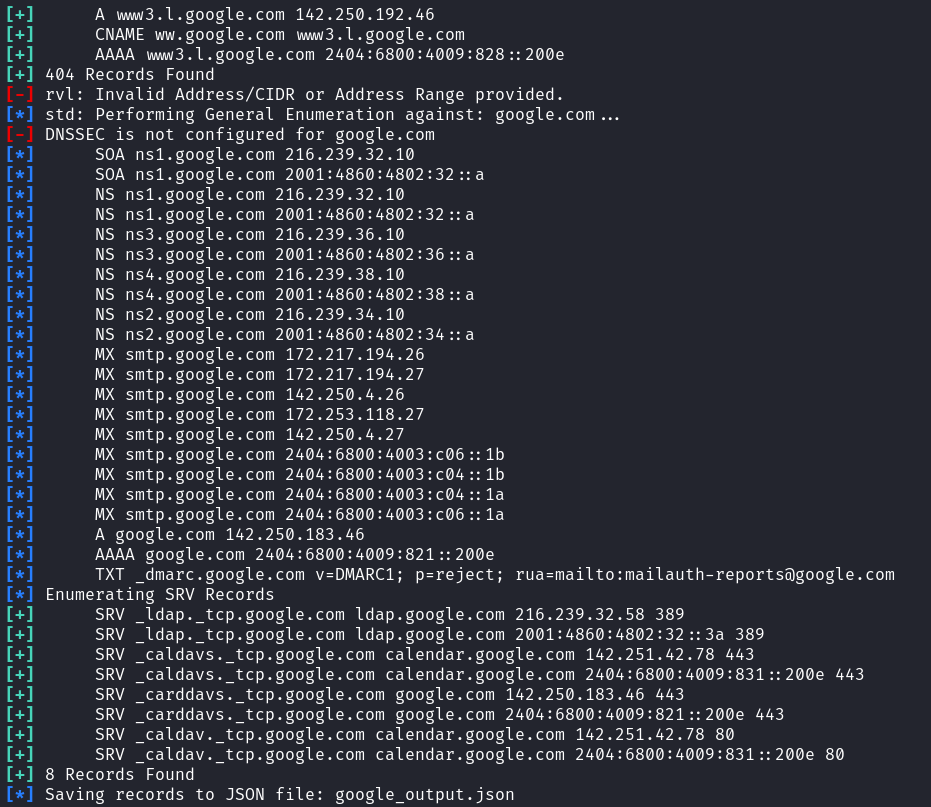 [+] A www3.l.google.com 142.250.192.46
[+] CNAME ww.google.com www3.l.google.com
[+] AAAA www3.l.google.com 2404:6800:4009:828::200e
[+] 404 Records Found
[-] rvl: Invalid Address/CIDR or Address Range provided.
[*] std: Performing General Enumeration against: google.com...
[-] DNSSEC is not configured for google.com
[*] SOA ns1.google.com 216.239.32.10
[*] SOA ns1.google.com 2001:4860:4802:32::a
[*] NS ns1.google.com 216.239.32.10
[*] NS ns1.google.com 2001:4860:4802:32::a
[*] NS ns3.google.com 216.239.36.10
[*] NS ns3.google.com 2001:4860:4802:36::a
[*] NS ns4.google.com 216.239.38.10
[*] NS ns4.google.com 2001:4860:4802:38::a
[*] NS ns2.google.com 216.239.34.10
[*] NS ns2.google.com 2001:4860:4802:34::a
[*] MX smtp.google.com 172.217.194.26
[*] MX smtp.google.com 172.217.194.27
[*] MX smtp.google.com 142.250.4.26
[*] MX smtp.google.com 172.253.118.27
[*] MX smtp.google.com 142.250.4.27
[*] MX smtp.google.com 2404:6800:4003:c06::1b
[*] MX smtp.google.com 2404:6800:4003:c04::1b
[*] MX smtp.google.com 2404:6800:4003:c04::1a
[*] MX smtp.google.com 2404:6800:4003:c06::1a
[*] A google.com 142.250.183.46
[*] AAAA google.com 2404:6800:4009:821::200e
[*] TXT _dmarc.google.com v=DMARC1; p=reject; rua=mailto:mailauth-reports@google.com
[*] Enumerating SRV Records
[+] SRV _ldap._tcp.google.com ldap.google.com 216.239.32.58 389
[+] SRV _ldap._tcp.google.com ldap.google.com 2001:4860:4802:32::3a 389
[+] SRV _caldavs._tcp.google.com calendar.google.com 142.251.42.78 443
[+] SRV _caldavs._tcp.google.com calendar.google.com 2404:6800:4009:831::200e 443
[+] SRV _carddavs._tcp.google.com google.com 142.250.183.46 443
[+] SRV _carddavs._tcp.google.com google.com 2404:6800:4009:821::200e 443
[+] SRV _caldav._tcp.google.com calendar.google.com 142.251.42.78 80
[+] SRV _caldav._tcp.google.com calendar.google.com 2404:6800:4009:831::200e 80
[+] 8 Records Found
[*] Saving records to JSON file: google_output.json